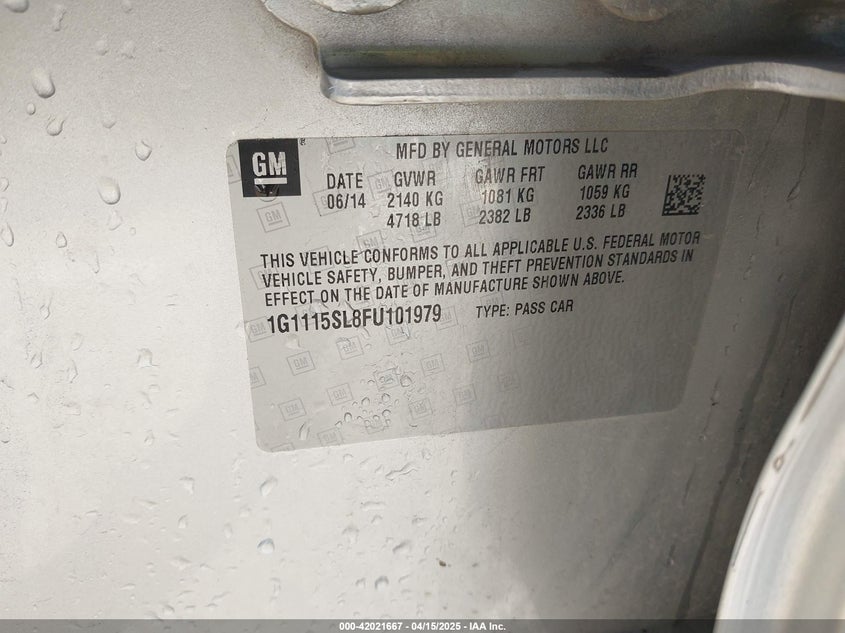 GM
MFD BY GENERAL MOTORS LLC
DATE GVWR GAWR FRT GAWR RR
06/14 2140 KG 1081 KG 1059 KG
4718 LB 2382 LB 2336 LB
THIS VEHICLE CONFORMS TO ALL APPLICABLE U.S. FEDERAL MOTOR
VEHICLE SAFETY, BUMPER, AND THEFT PREVENTION STANDARDS IN
EFFECT ON THE DATE OF MANUFACTURE SHOWN ABOVE.
1G1115SL8FU101979 TYPE: PASS CAR
000-42021667 - 04/15/2025 - IAA Inc.